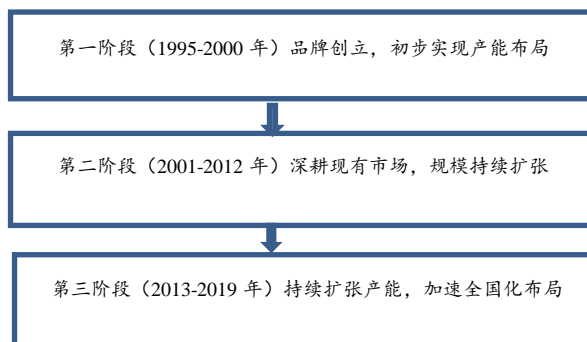 第一阶段（1995-2000 年）品牌创立，初步实现产能布局
第二阶段（2001-2012 年）深耕现有市场，规模持续扩张
第三阶段（2013-2019 年）持续扩张产能，加速全国化布局